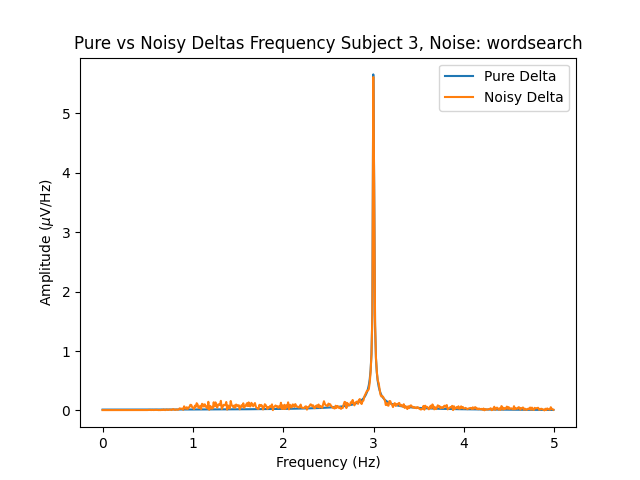 Pure vs Noisy Deltas Frequency Subject 3, Noise: wordsearch
Pure Delta
Noisy Delta
Amplitude (μV/Hz)
5
4
3
2
1
0
0 1 2 3 4 5
Frequency (Hz)